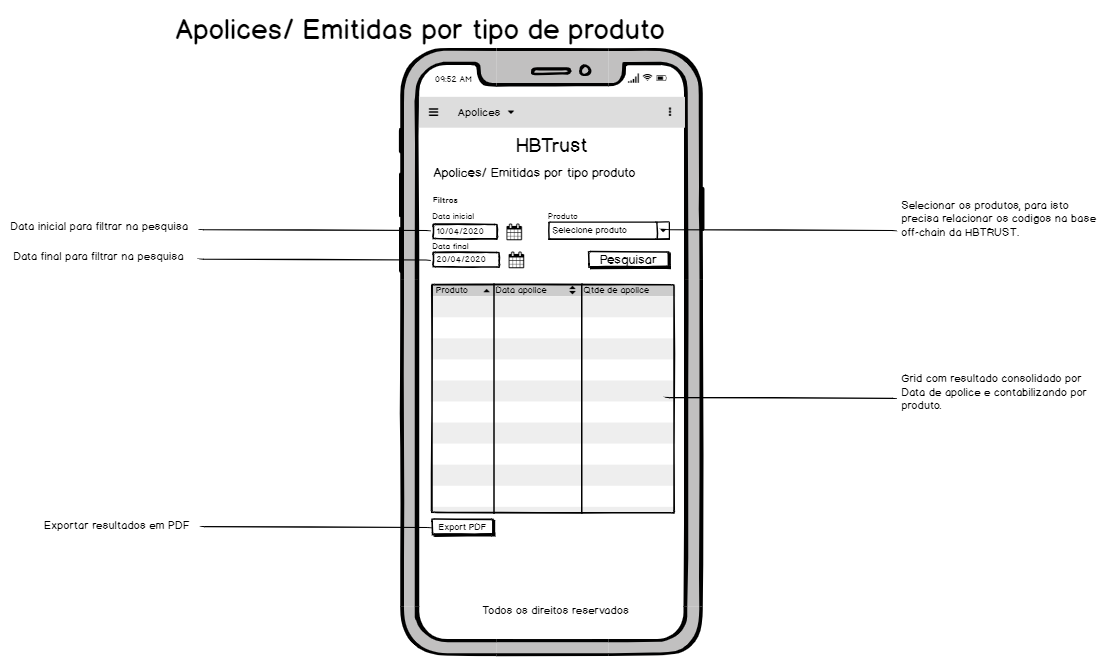 Apolices/ Emitidas por tipo de produto
09:52 AM
Apolices
HBTrust
Apolices/ Emitidas por tipo produto
Filtros
Data inicial
Produto
10/04/2020
Selecione produto
Data final
20/04/2020
Pesquisar
Produto
Data apolice
Qtde de apolice
Export PDF
Todos os direitos reservados
Data inicial para filtrar na pesquisa
Data final para filtrar na pesquisa
Exportar resultados em PDF
Selecionar os produtos, para isto
precisa relacionar os codigos na base
off-chain da HBTRUST.
Grid com resultado consolidado por
Data de apolice e contabilizando por
produto.